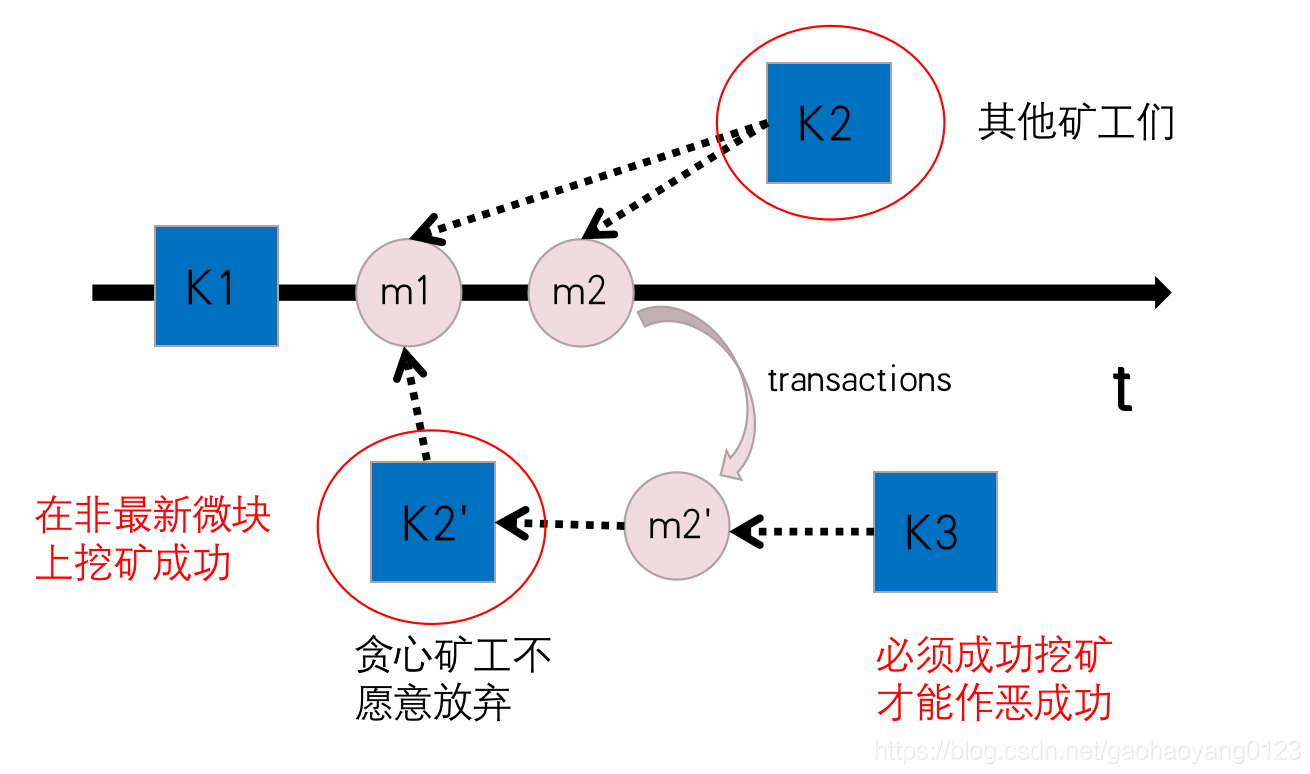 K2
其他矿工们
K1
m1
m2
transactions
t
在非最新微块
上挖矿成功
K2'
m2'
K3
贪心矿工不
愿意放弃
必须成功挖矿
才能作恶成功
https://blog.csdn.net/gaohaoyang0123